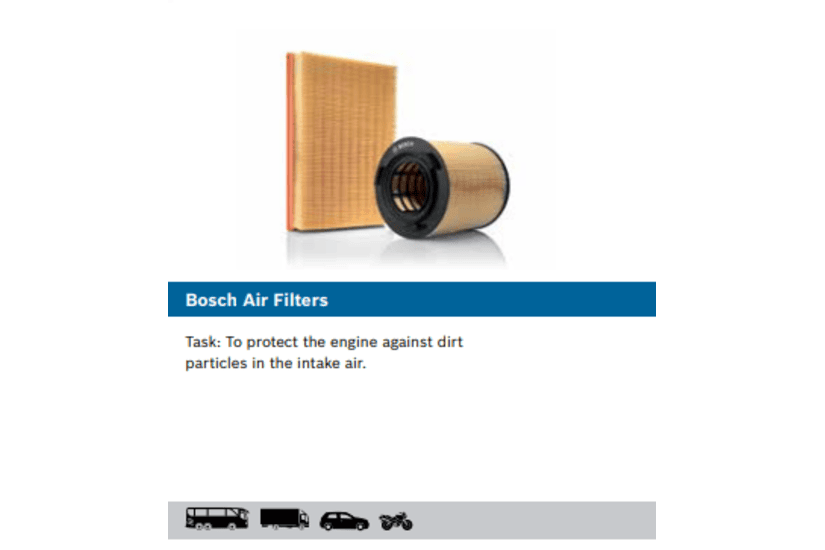 BOSCH
Bosch Air Filters
Task: To protect the engine against dirt
particles in the intake air.